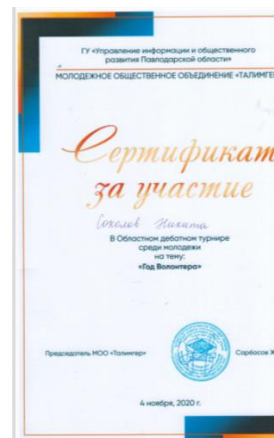 ГУ «Управление информации и общественного
развития Павлодарской области»
МОЛОДЕЖНОЕ ОБЩЕСТВЕННОЕ ОБЪЕДИНЕНИЕ «ТАЛИМГЕР
Сертификат
за участие
Соколов Никита
В Областном дебатном турнире
среди молодежи
на тему:
«Год Волонтера»
Председатель МОО «Талимгер»
Сарбасов Ж
4 ноября, 2020 г.